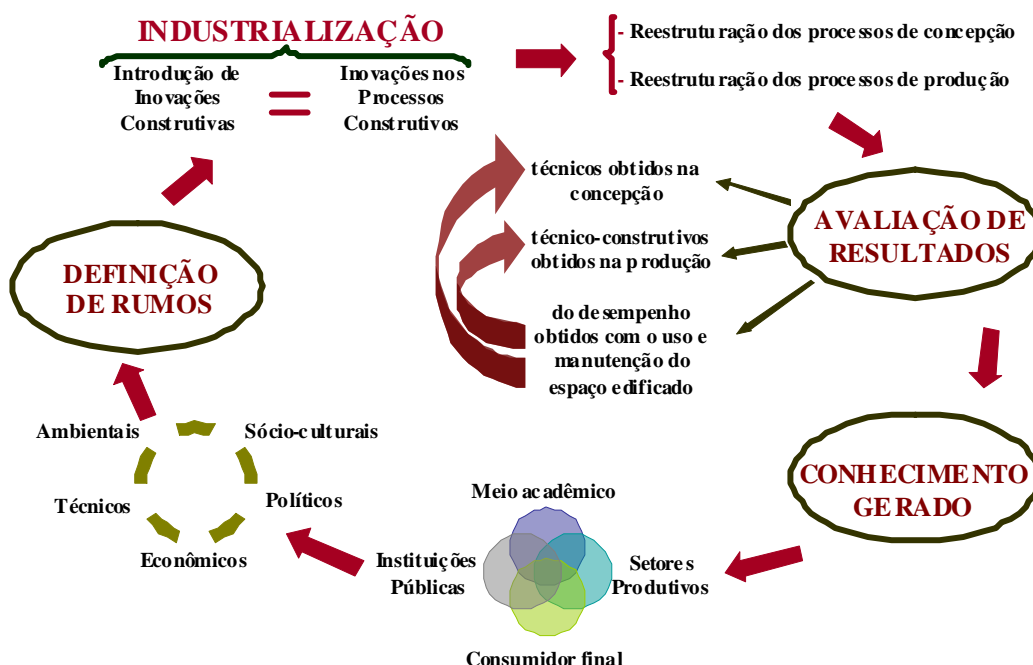 INDUSTRIALIZAÇÃO
Introdução de
Inovações
Construtivas
=
Inovações nos
Processos
Construtivos
- Reestruturação dos processos de concepção
- Reestruturação dos processos de produção
AVALIAÇÃO DE
RESULTADOS
técnicos obtidos na
concepção
técnico-construtivos
obtidos na produção
do desempenho
obtidos com o uso e
manutenção do
espaço edificado
CONHECIMENTO
GERADO
Meio acadêmico
Setores
Produtivos
Consumidor final
Instituições
Públicas
Ambientais
Sócio-culturais
Técnicos
Políticos
Econômicos
DEFINIÇÃO
DE RUMOS